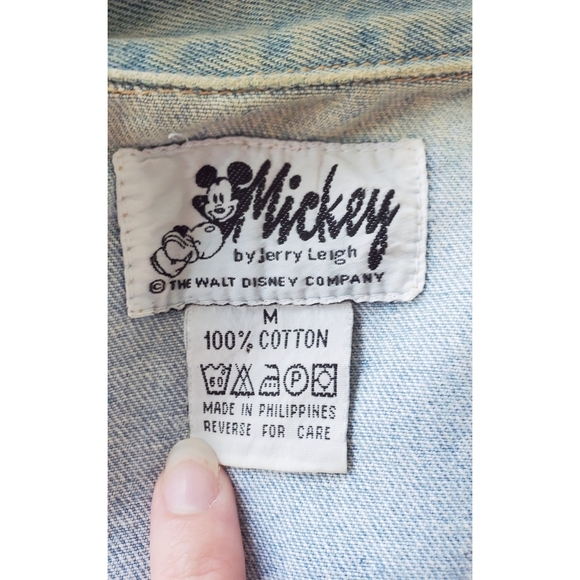 Mickey
by Jerry Leigh
© THE WALT DISNEY COMPANY
M
100% COTTON
60 P
MADE IN PHILIPPINES
REVERSE FOR CARE